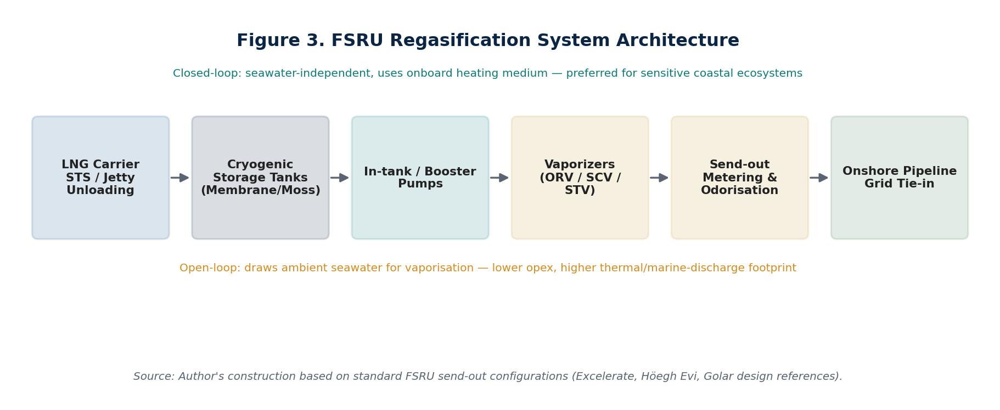 Figure 3. FSRU Regasification System Architecture
Closed-loop: seawater-independent, uses onboard heating medium — preferred for sensitive coastal ecosystems
LNG Carrier
STS / Jetty
Unloading
Cryogenic
Storage Tanks
(Membrane/Moss)
In-tank / Booster
Pumps
Vaporizers
(ORV / SCV /
STV)
Send-out
Metering &
Odorisation
Onshore Pipeline
Grid Tie-in
Open-loop: draws ambient seawater for vaporisation — lower opex, higher thermal/marine-discharge footprint
Source: Author's construction based on standard FSRU send-out configurations (Excelerate, Höegh Evi, Golar design references).